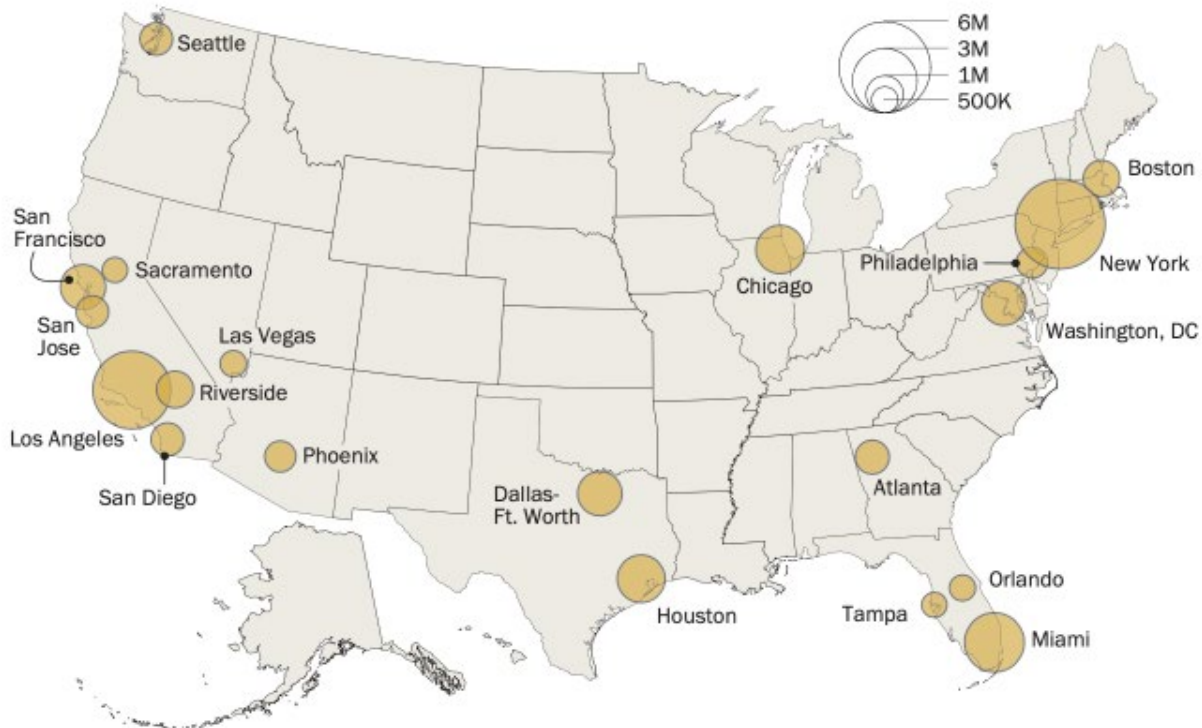 6M
3M
1M
500K
Seattle
Boston
San
Francisco
Sacramento
Philadelphia
New York
Chicago
San
Jose
Las Vegas
Washington, DC
Riverside
Los Angeles
Phoenix
San Diego
Dallas-
Ft. Worth
Atlanta
Houston
Orlando
Tampa
Miami